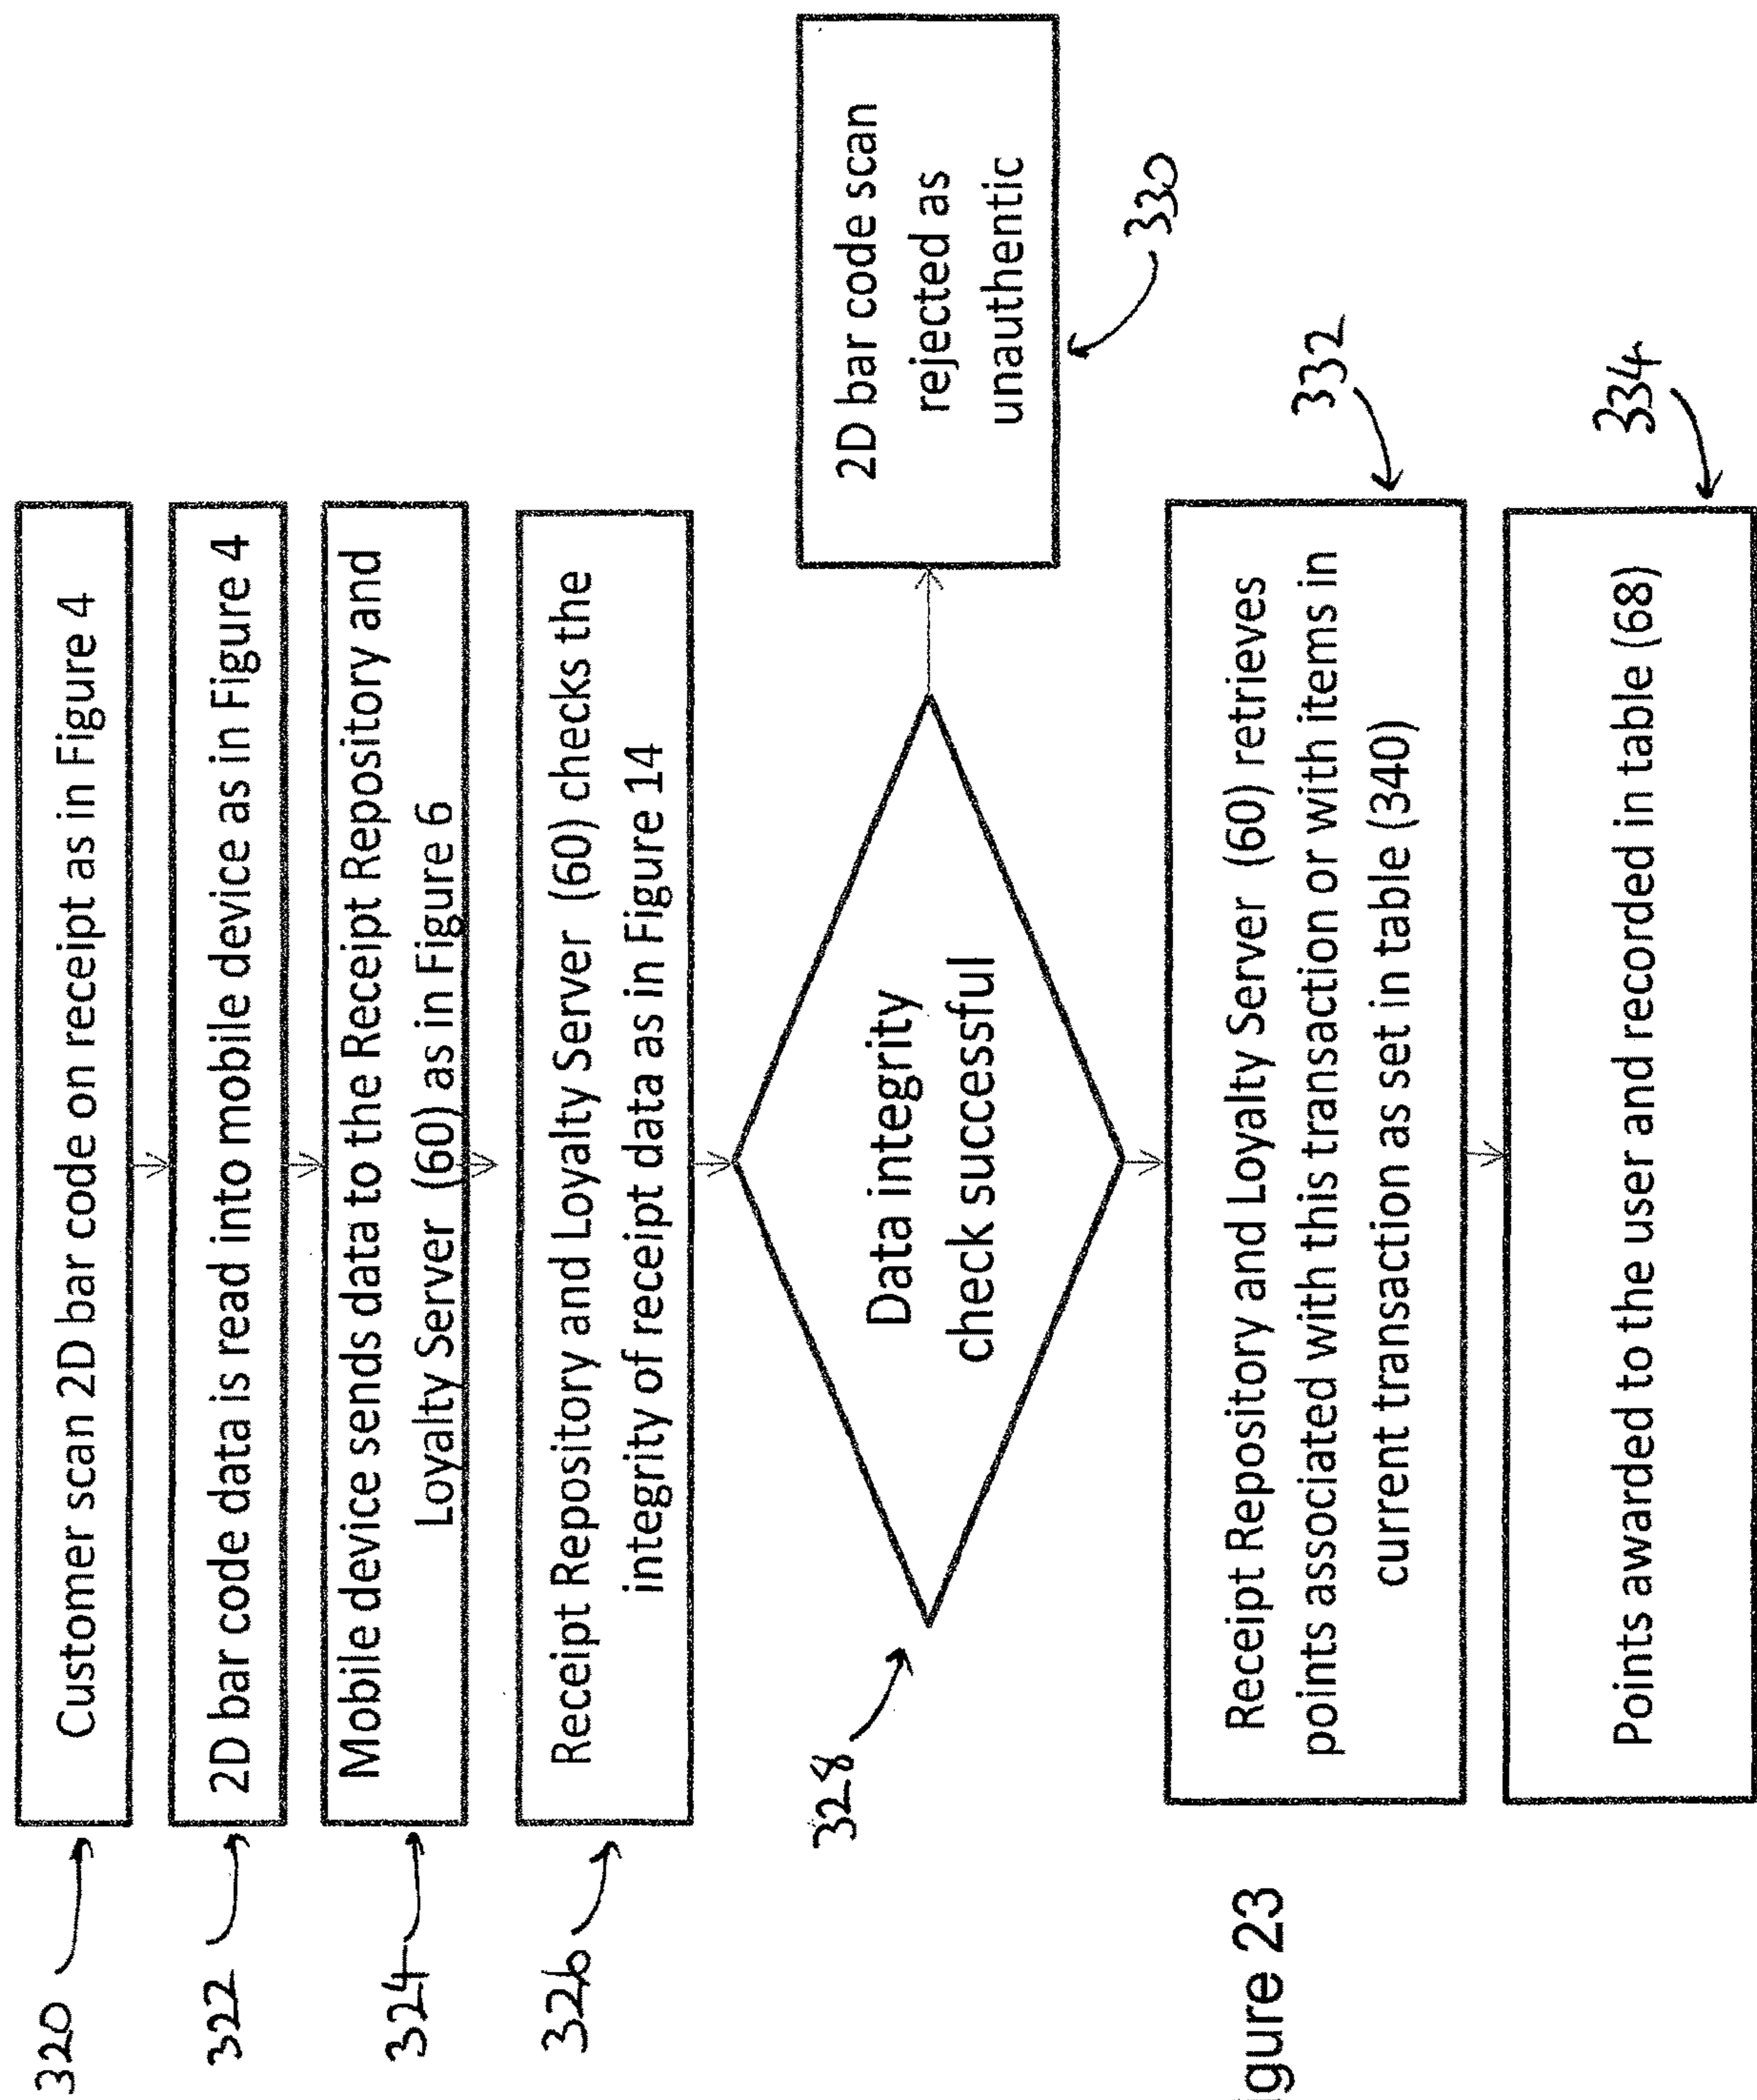 320
Customer scan 2D bar code on receipt as in Figure 4
322
2D bar code data is read into mobile device as in Figure 4
324
Mobile device sends data to the Receipt Repository and
Loyalty Server (60) as in Figure 6
326
Receipt Repository and Loyalty Server (60) checks the
integrity of receipt data as in Figure 14
328
Data integrity
check successful
2D bar code scan
rejected as
unauthentic
330
Receipt Repository and Loyalty Server (60) retrieves
points associated with this transaction or with items in
current transaction as set in table (340)
332
Points awarded to the user and recorded in table (68)
334
gure 23